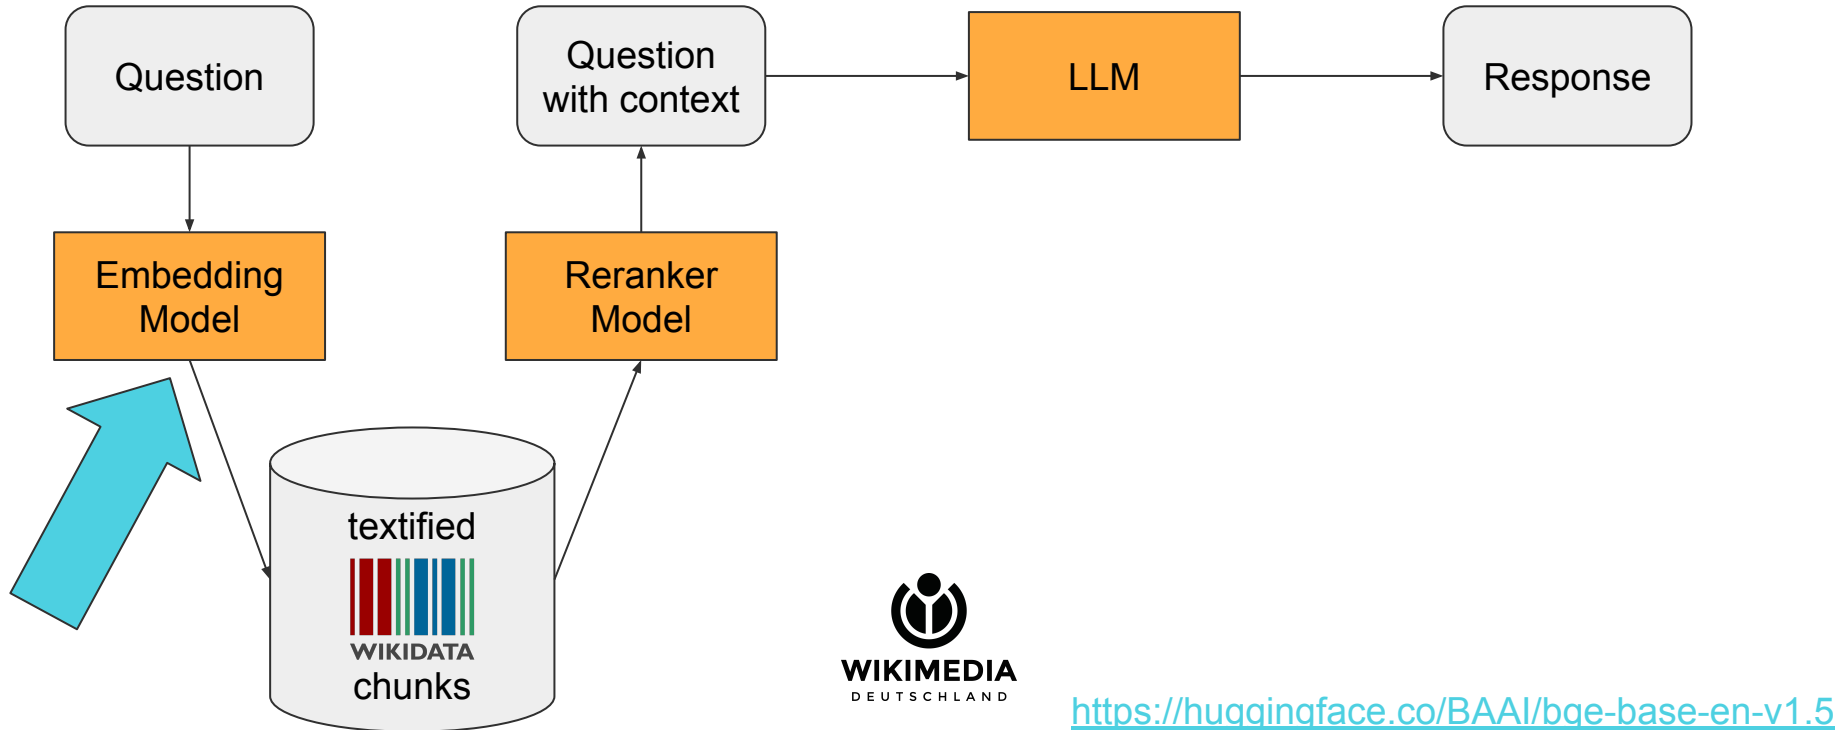 Question
Embedding
Model
textified
WIKIDATA
chunks
Reranker
Model
Question
with context
LLM
Response
WIKIMEDIA
DEUTSCHLAND
https://huggingface.co/BAAI/bge-base-en-v1.5